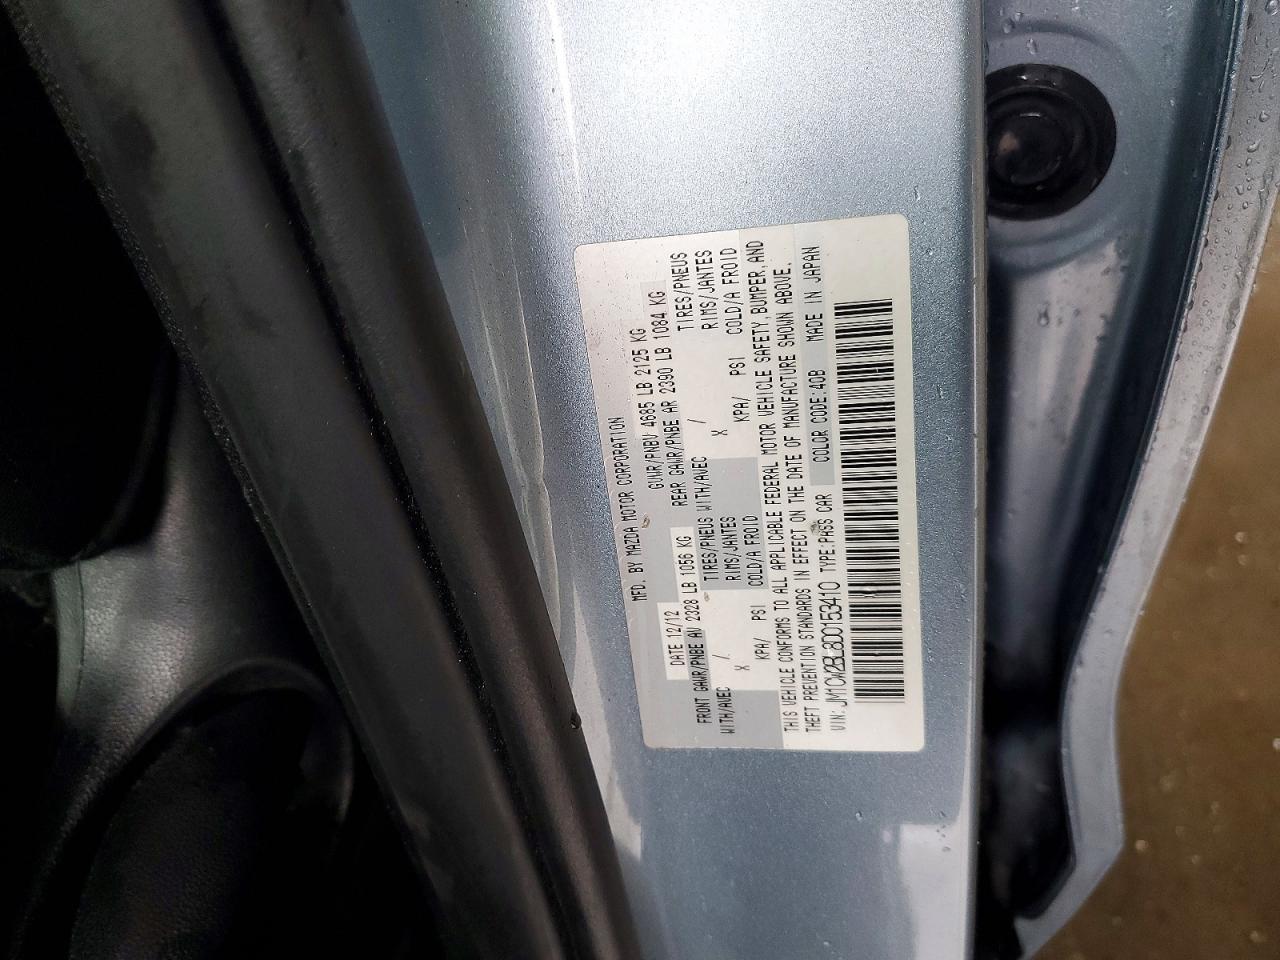 MFD. BY MAZDA MOTOR CORPORATION
DATE 12/12 GVWR/PNBV 4685 LB 2125 KG
FRONT GAWR/PNBE AV 2328 LB 1056 KG REAR GAWR/PNBE AR 2390 LB 1084 KG
WITH/AVEC / TIRES/PNEUS WITH/AVEC / TIRES/PNEUS
X RIMS/JANTES X RIMS/JANTES
KPA/ PSI COLD/A FROID KPA/ PSI COLD/A FROID
THIS VEHICLE CONFORMS TO ALL APPLICABLE FEDERAL MOTOR VEHICLE SAFETY, BUMPER, AND
THEFT PREVENTION STANDARDS IN EFFECT ON THE DATE OF MANUFACTURE SHOWN ABOVE.
VIN: JM1CW2BL8D0153410 TYPE:PASS CAR COLOR CODE:40B MADE IN JAPAN